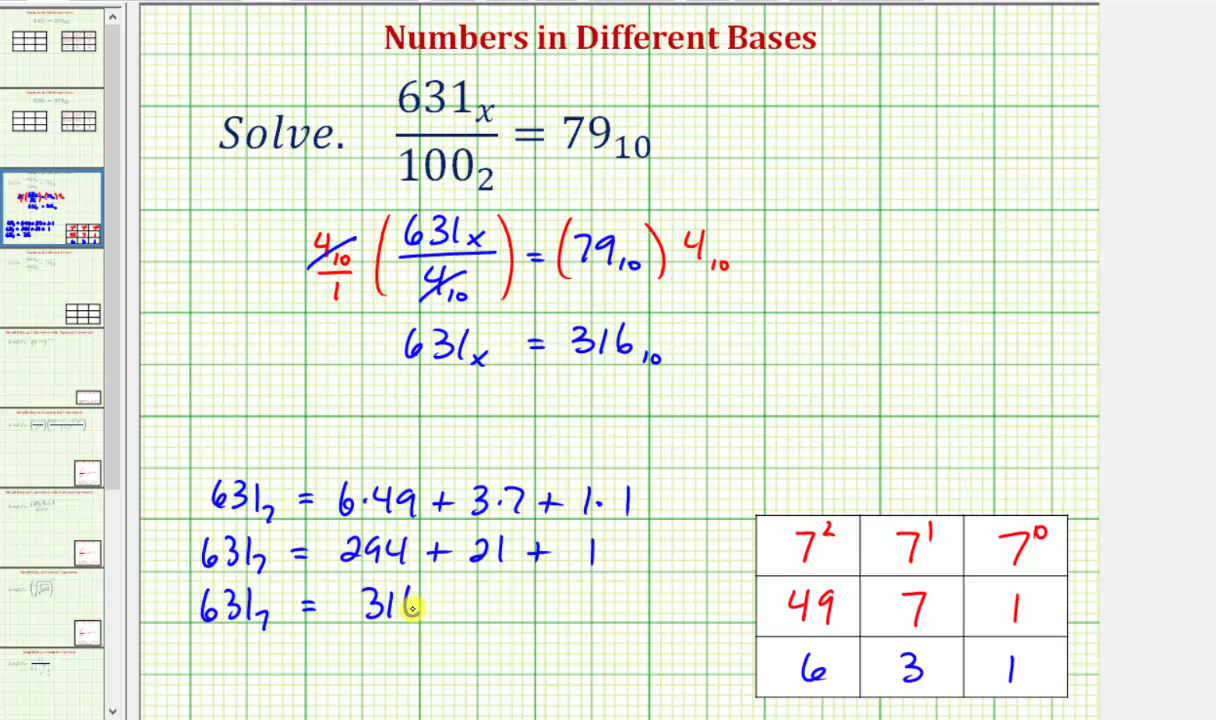 Numbers in Different Bases
Solve. 631ₓ/100₂ = 79₁₀
4₁₀/1 (631ₓ/4₁₀) = (79₁₀) 4₁₀
631ₓ = 316₁₀
631₇ = 6·49 + 3·7 + 1·1
631₇ = 294 + 21 + 1
631₇ = 316
7² 7¹ 7⁰
49 7 1
6 3 1